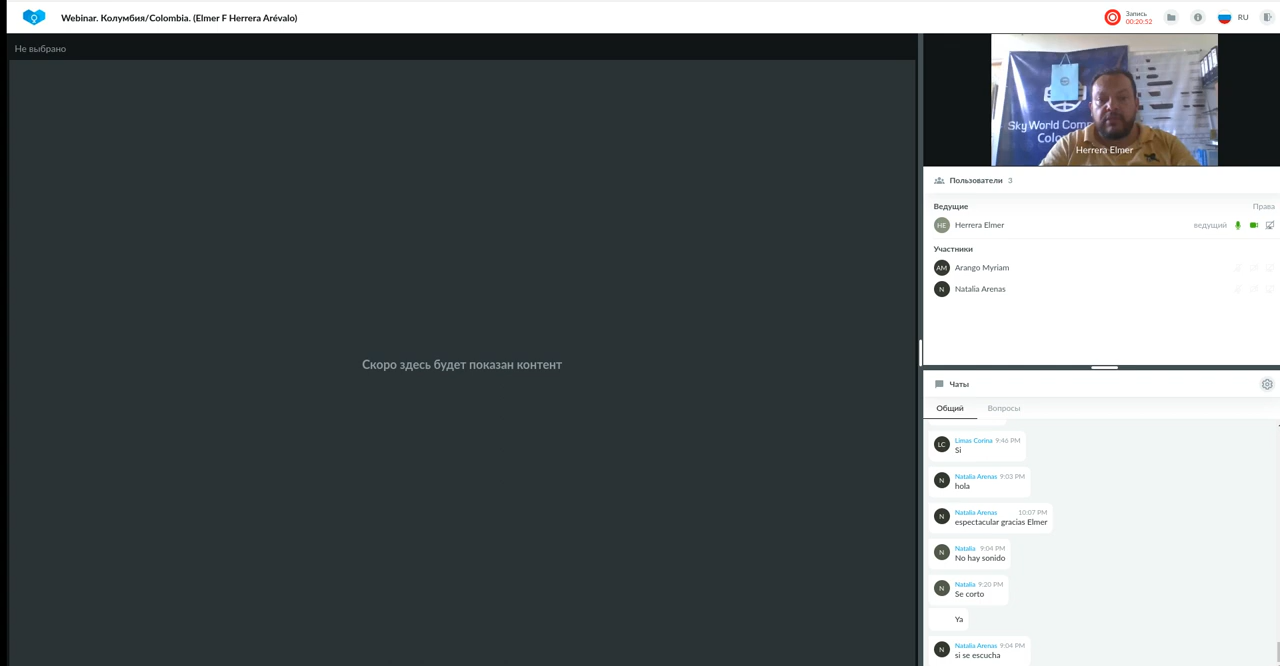 Webinar. Колумбия/Colombia. (Elmer F Herrera Arévalo)
Запись
00:20:52
RU
Не выбрано
Скоро здесь будет показан контент
Sky World Com
Colo
Herrera Elmer
Пользователи 3
Ведущие Права
HE Herrera Elmer ведущий
Участники
AM Arango Myriam
N Natalia Arenas
Чаты
Общий Вопросы
LC Limas Corina 9:46 PM
Si
N Natalia Arenas 9:03 PM
hola
N Natalia Arenas 10:07 PM
espectacular gracias Elmer
N Natalia 9:04 PM
No hay sonido
N Natalia 9:20 PM
Se corto
Ya
N Natalia Arenas 9:04 PM
si se escucha